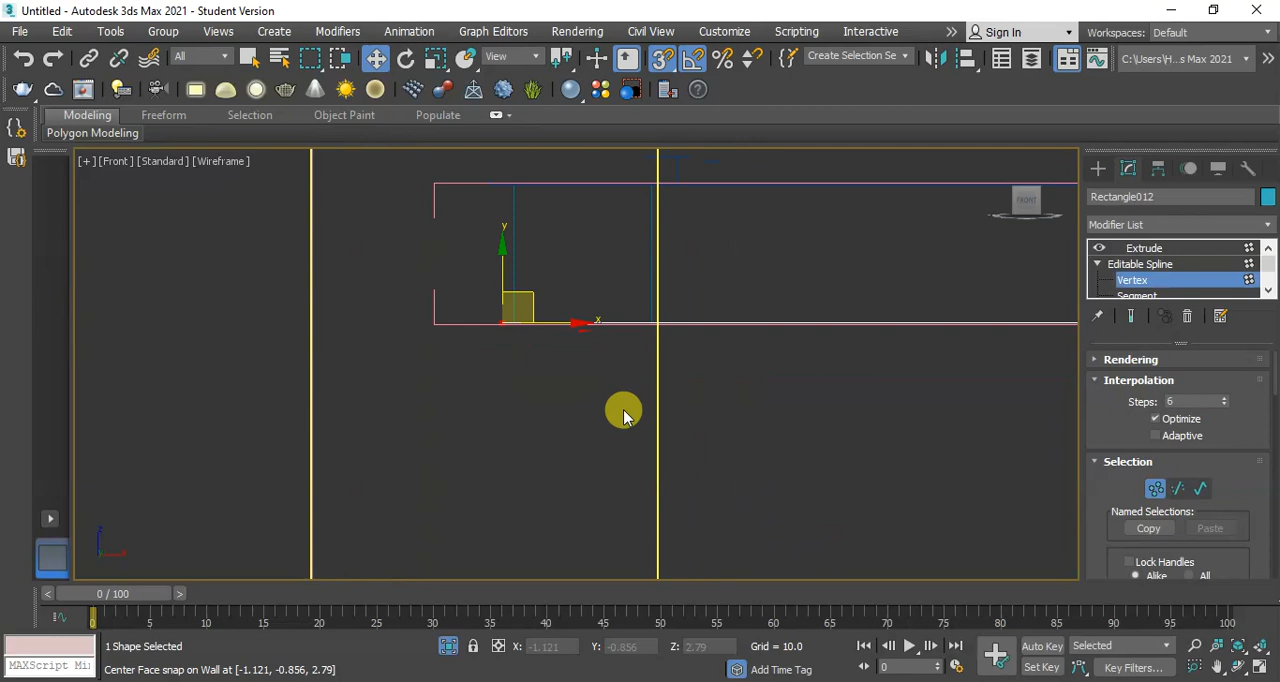 Untitled - Autodesk 3ds Max 2021 - Student Version
File Edit Tools Group Views Create Modifiers Animation Graph Editors Rendering Civil View Customize Scripting Interactive Sign In Workspaces: Default
All View Create Selection Se C:\Users\H...s Max 2021
Modeling Freeform Selection Object Paint Populate
Polygon Modeling
[+] [Front] [Standard] [Wireframe]
FRONT
y
x
z
Rectangle012
Modifier List
Extrude
Editable Spline
Vertex
Segment
Rendering
Interpolation
Steps: 6
Optimize
Adaptive
Selection
Named Selections:
Copy Paste
Lock Handles
Alike All
< 0 / 100 >
0 5 10 15 20 25 30 35 40 45 50 55 60 65 70 75 80 85 90 95 100
1 Shape Selected X: -1.121 Y: -0.856 Z: 2.79 Grid = 10.0 Auto Key Selected
MAXScript Mi Center Face snap on Wall at [-1.121, -0.856, 2.79] Add Time Tag 0 Set Key Key Filters...